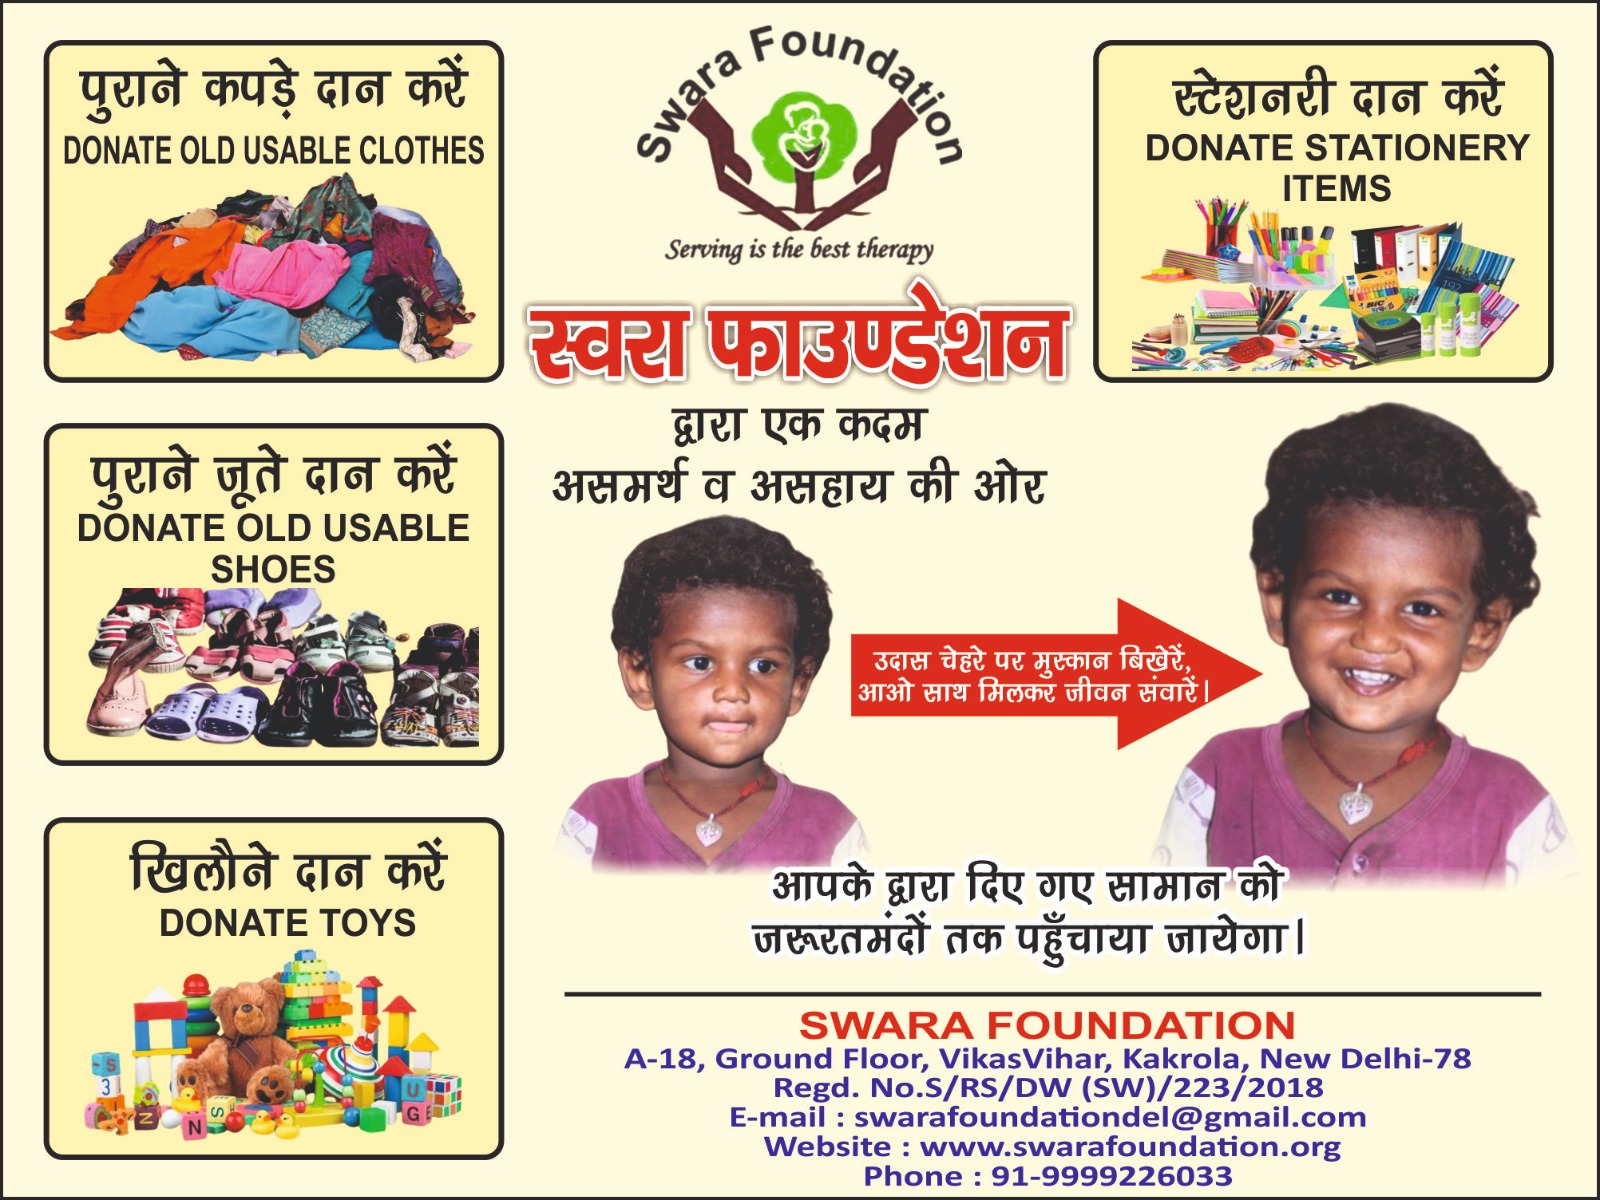 पुराने कपड़े दान करें
DONATE OLD USABLE CLOTHES
Swara Foundation
Serving is the best therapy
स्टेशनरी दान करें
DONATE STATIONERY
ITEMS
स्वरा फाउण्डेशन
द्वारा एक कदम
असमर्थ व असहाय की ओर
पुराने जूते दान करें
DONATE OLD USABLE
SHOES
उदास चेहरे पर मुस्कान बिखेरें,
आओ साथ मिलकर जीवन संवारें।
खिलौने दान करें
DONATE TOYS
आपके द्वारा दिए गए सामान को
जरूरतमंदों तक पहुँचाया जायेगा।
SWARA FOUNDATION
A-18, Ground Floor, VikasVihar, Kakrola, New Delhi-78
Regd. No.S/RS/DW (SW)/223/2018
E-mail : swarafoundationdel@gmail.com
Website : www.swarafoundation.org
Phone : 91-9999226033